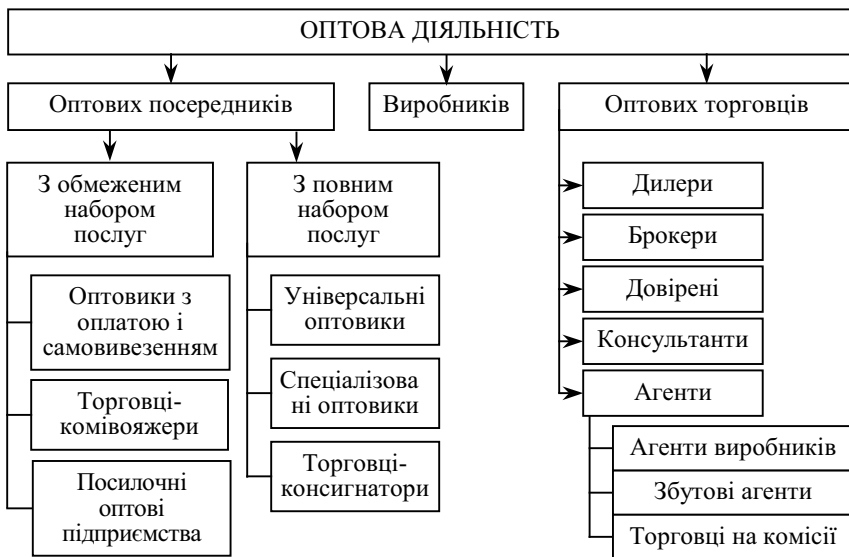 ОПТОВА ДІЯЛЬНІСТЬ
Оптових посередників
Виробників
Оптових торговців
З обмеженим
набором
послуг
З повним
набором
послуг
Оптовики з
оплатою і
самовивезенням
Торговці-
комівояжери
Посилочні
оптові
підприємства
Універсальні
оптовики
Спеціалізова
ні оптовики
Торговці-
консигнатори
Дилери
Брокери
Довірені
Консультанти
Агенти
Агенти виробників
Збутові агенти
Торговці на комісії